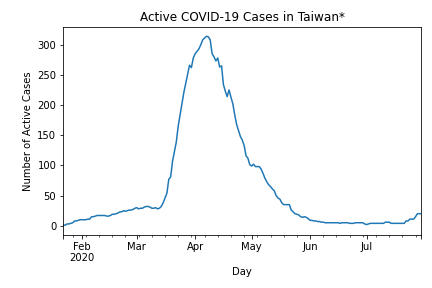 Active COVID-19 Cases in Taiwan*
Number of Active Cases
300
250
200
150
100
50
0
Feb
2020
Mar
Apr
May
Jun
Jul
Day